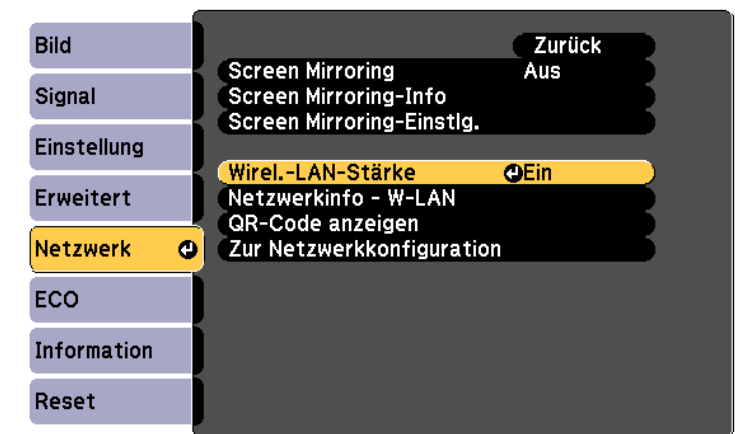 Bild
Signal
Einstellung
Erweitert
Netzwerk
ECO
Information
Reset
Zurück
Screen Mirroring Aus
Screen Mirroring-Info
Screen Mirroring-Einstlg.
Wirel.-LAN-Stärke Ein
Netzwerkinfo - W-LAN
QR-Code anzeigen
Zur Netzwerkkonfiguration